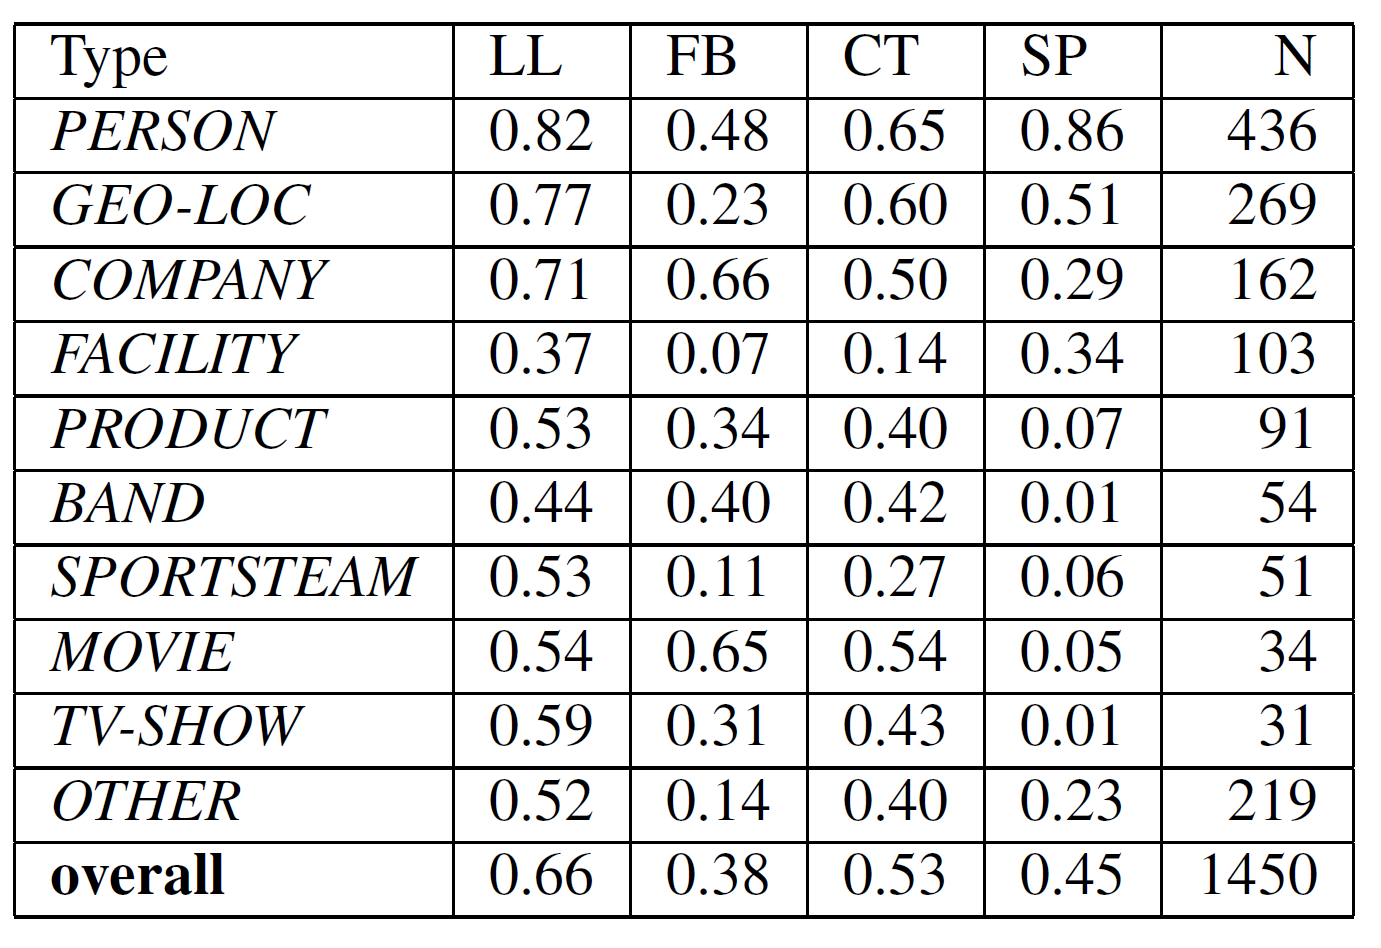 Type LL FB CT SP N
PERSON 0.82 0.48 0.65 0.86 436
GEO-LOC 0.77 0.23 0.60 0.51 269
COMPANY 0.71 0.66 0.50 0.29 162
FACILITY 0.37 0.07 0.14 0.34 103
PRODUCT 0.53 0.34 0.40 0.07 91
BAND 0.44 0.40 0.42 0.01 54
SPORTSTEAM 0.53 0.11 0.27 0.06 51
MOVIE 0.54 0.65 0.54 0.05 34
TV-SHOW 0.59 0.31 0.43 0.01 31
OTHER 0.52 0.14 0.40 0.23 219
overall 0.66 0.38 0.53 0.45 1450